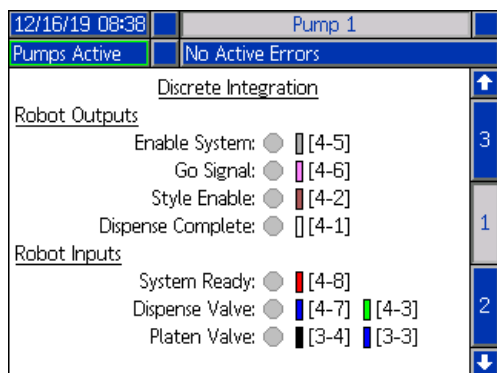 12/16/19 08:38 Pump 1
Pumps Active No Active Errors
Discrete Integration
Robot Outputs
3
Enable System: [4-5]
Go Signal: [4-6]
Style Enable: [4-2]
Dispense Complete: [4-1]
1
Robot Inputs
System Ready: [4-8]
Dispense Valve: [4-7] [4-3]
2
Platen Valve: [3-4] [3-3]